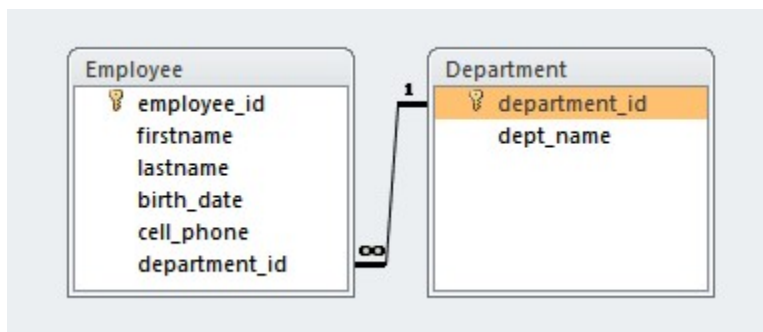 Employee
employee_id
firstname
lastname
birth_date
cell_phone
department_id
1
∞
Department
department_id
dept_name